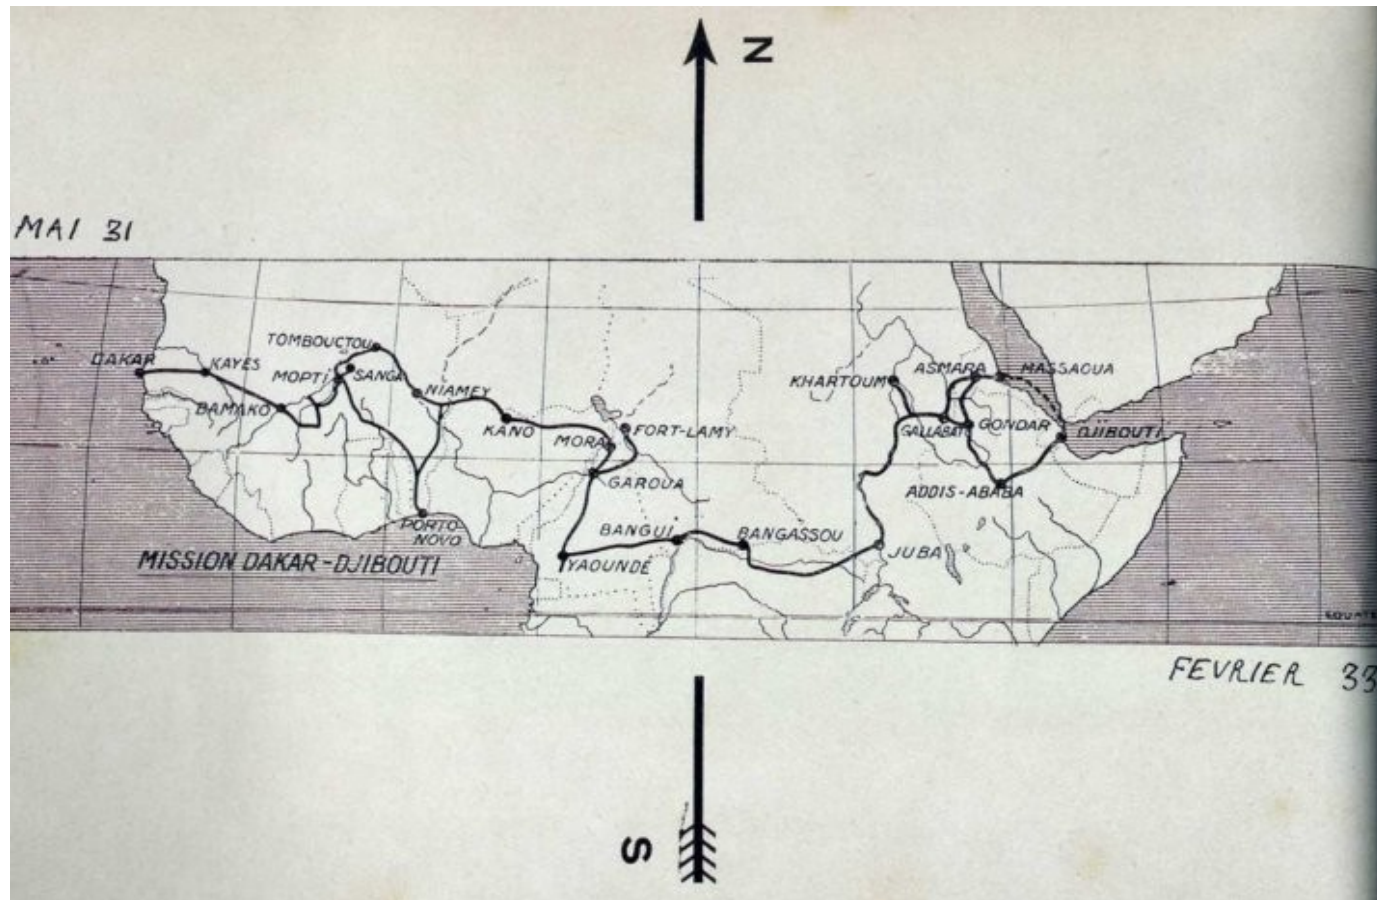 N
MAI 31
TOMBOUCTOU
DAKAR
KAYES
MOPTI
SANGA
ASMARA
MASSAOUA
KHARTOUM
NIAMEY
BAMAKO
KANO
MORA
FORT-LAMY
GALLABAT
GONDAR
DJIBOUTI
GAROUA
ADDIS-ABABA
PORTO-
NOVO
BANGUI
BANGASSOU
JUBA
MISSION DAKAR-DJIBOUTI
YAOUNDÉ
FEVRIER 33
S